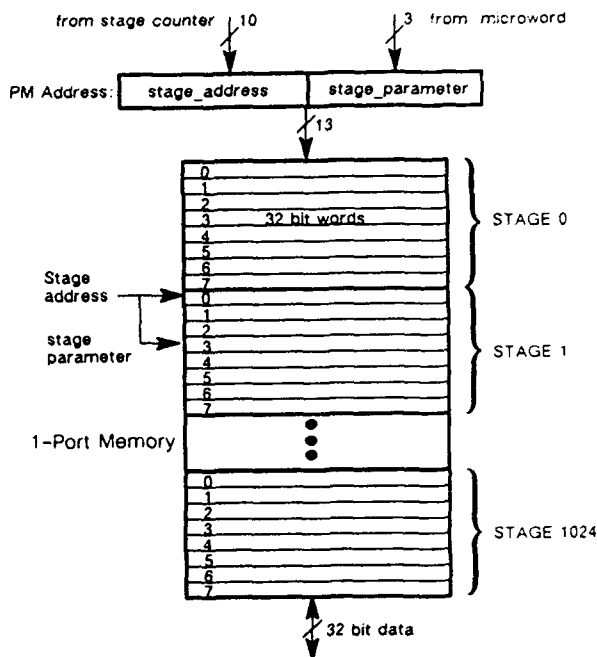 from stage counter 10
3 from microword
PM Address: stage_address stage_parameter
13
0
1
2
3 32 bit words
4
5
6
7
STAGE 0
Stage
address
stage
parameter
0
1
2
3
4
5
6
7
STAGE 1
1-Port Memory
0
1
2
3
4
5
6
7
STAGE 1024
32 bit data